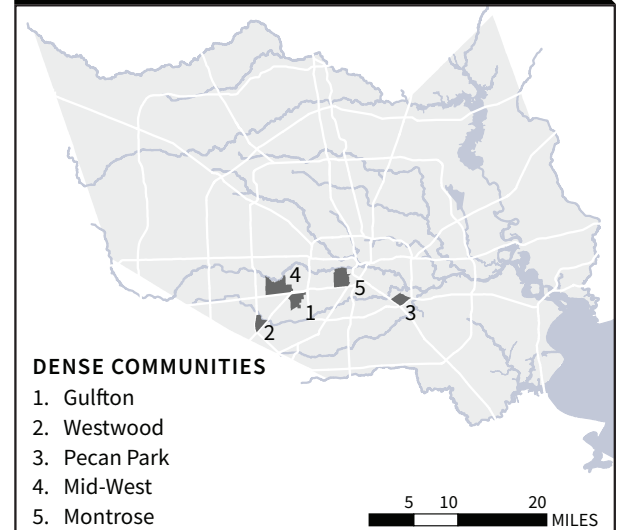 4
5
1
3
2
DENSE COMMUNITIES
1. Gulfton
2. Westwood
3. Pecan Park
4. Mid-West
5. Montrose
5 10 20
MILES